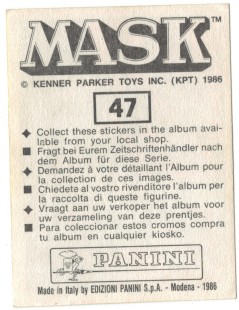 MASK™
© KENNER PARKER TOYS INC. (KPT) 1986
47
◆ Collect these stickers in the album avai-
lable from your local shop.
■ Fragt bei Eurem Zeitschriftenhändler nach
dem Album für diese Serie.
◆ Demandez à votre détaillant l'Album pour
la collection de ces images.
■ Chiedete al vostro rivenditore l'album per
la raccolta di queste figurine.
◆ Vraagt aan uw verkoper het album voor
uw verzameling van deze prentjes.
■ Para coleccionar estos cromos compra
tu album en cualquier kiosko.
PANINI
Made in Italy by EDIZIONI PANINI S.p.A. - Modena - 1986